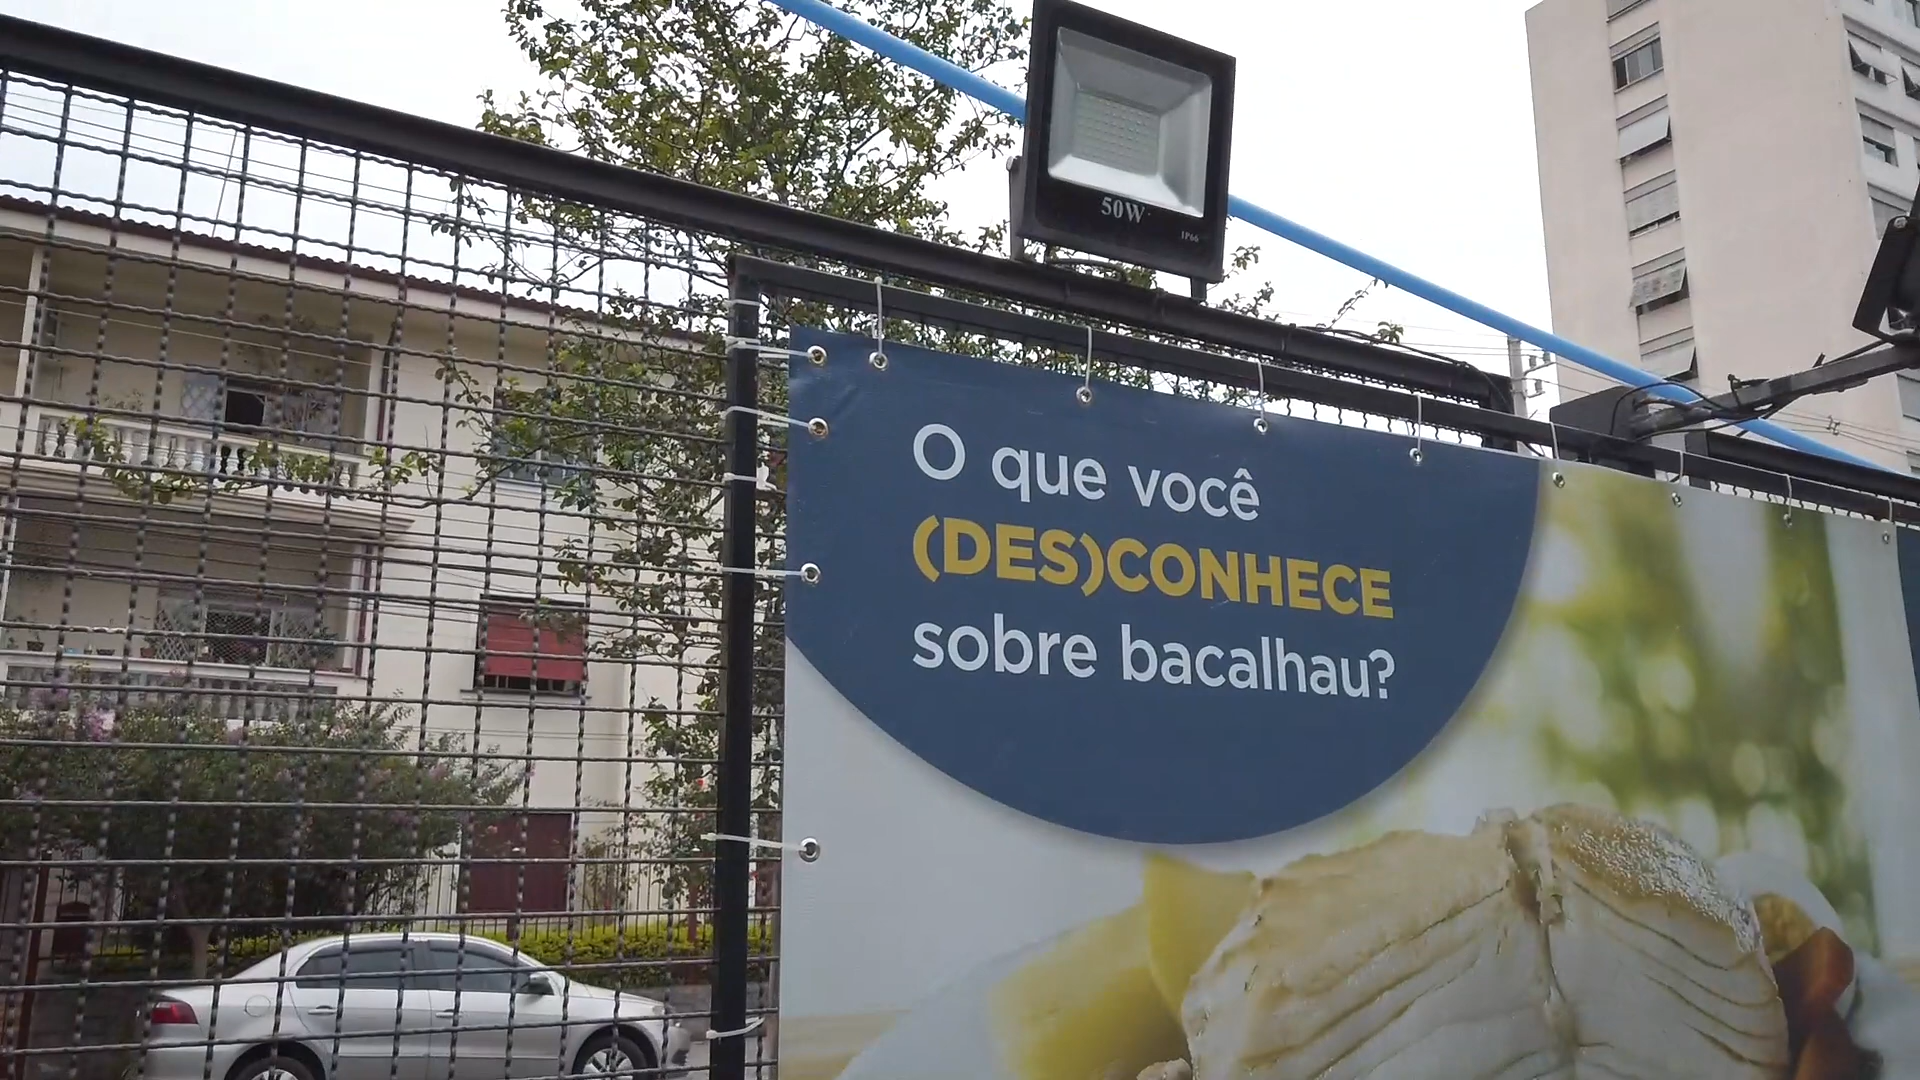 50W
IP66
O que você
(DES)CONHECE
sobre bacalhau?